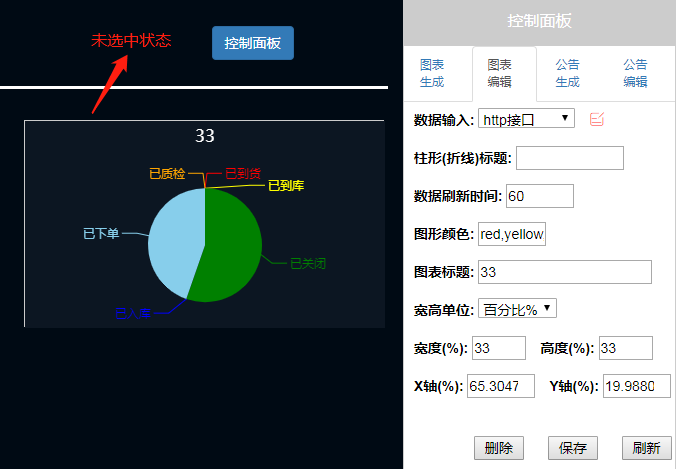 未选中状态
控制面板
33
已质检
已到货
已到库
已下单
已关闭
已入库
控制面板
图表生成
图表编辑
公告生成
公告编辑
数据输入: http接口
柱形(折线)标题:
数据刷新时间: 60
图形颜色: red,yellow
图表标题: 33
宽高单位: 百分比%
宽度(%): 33 高度(%): 33
X轴(%): 65.3047 Y轴(%): 19.9880
删除 保存 刷新